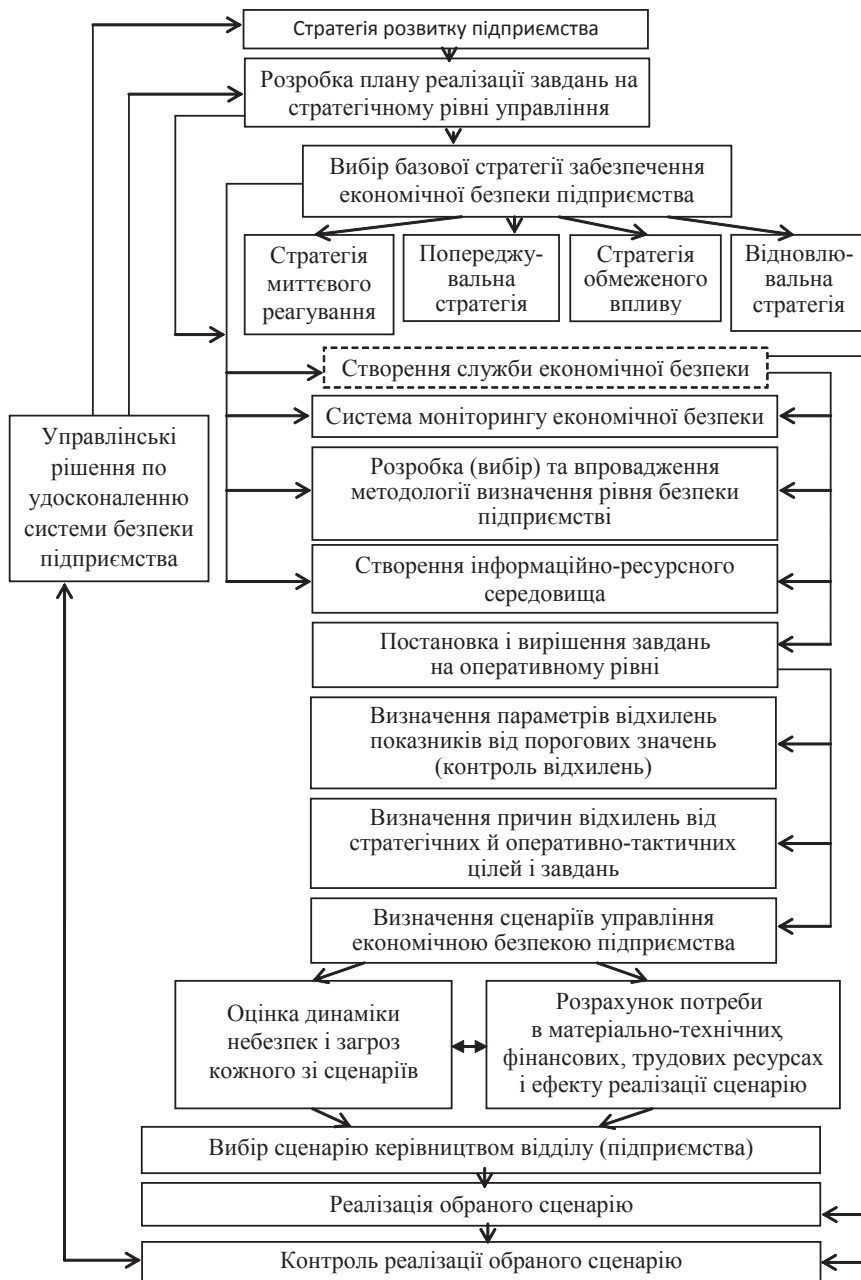 Стратегія розвитку підприємства
Розробка плану реалізації завдань на
стратегічному рівні управління
Вибір базової стратегії забезпечення
економічної безпеки підприємства
Стратегія
миттєвого
реагування
Попереджу-
вальна
стратегія
Стратегія
обмеженого
впливу
Відновлю-
вальна
стратегія
Створення служби економічної безпеки
Система моніторингу економічної безпеки
Управлінські
рішення по
удосконаленню
системи безпеки
підприємства
Розробка (вибір) та впровадження
методології визначення рівня безпеки
підприємстві
Створення інформаційно-ресурсного
середовища
Постановка і вирішення завдань
на оперативному рівні
Визначення параметрів відхилень
показників від порогових значень
(контроль відхилень)
Визначення причин відхилень від
стратегічних й оперативно-тактичних
цілей і завдань
Визначення сценаріїв управління
економічною безпекою підприємства
Оцінка динаміки
небезпек і загроз
кожного зі сценаріїв
Розрахунок потреби
в матеріально-технічних,
фінансових, трудових ресурсах
і ефекту реалізації сценарію
Вибір сценарію керівництвом відділу (підприємства)
Реалізація обраного сценарію
Контроль реалізації обраного сценарію